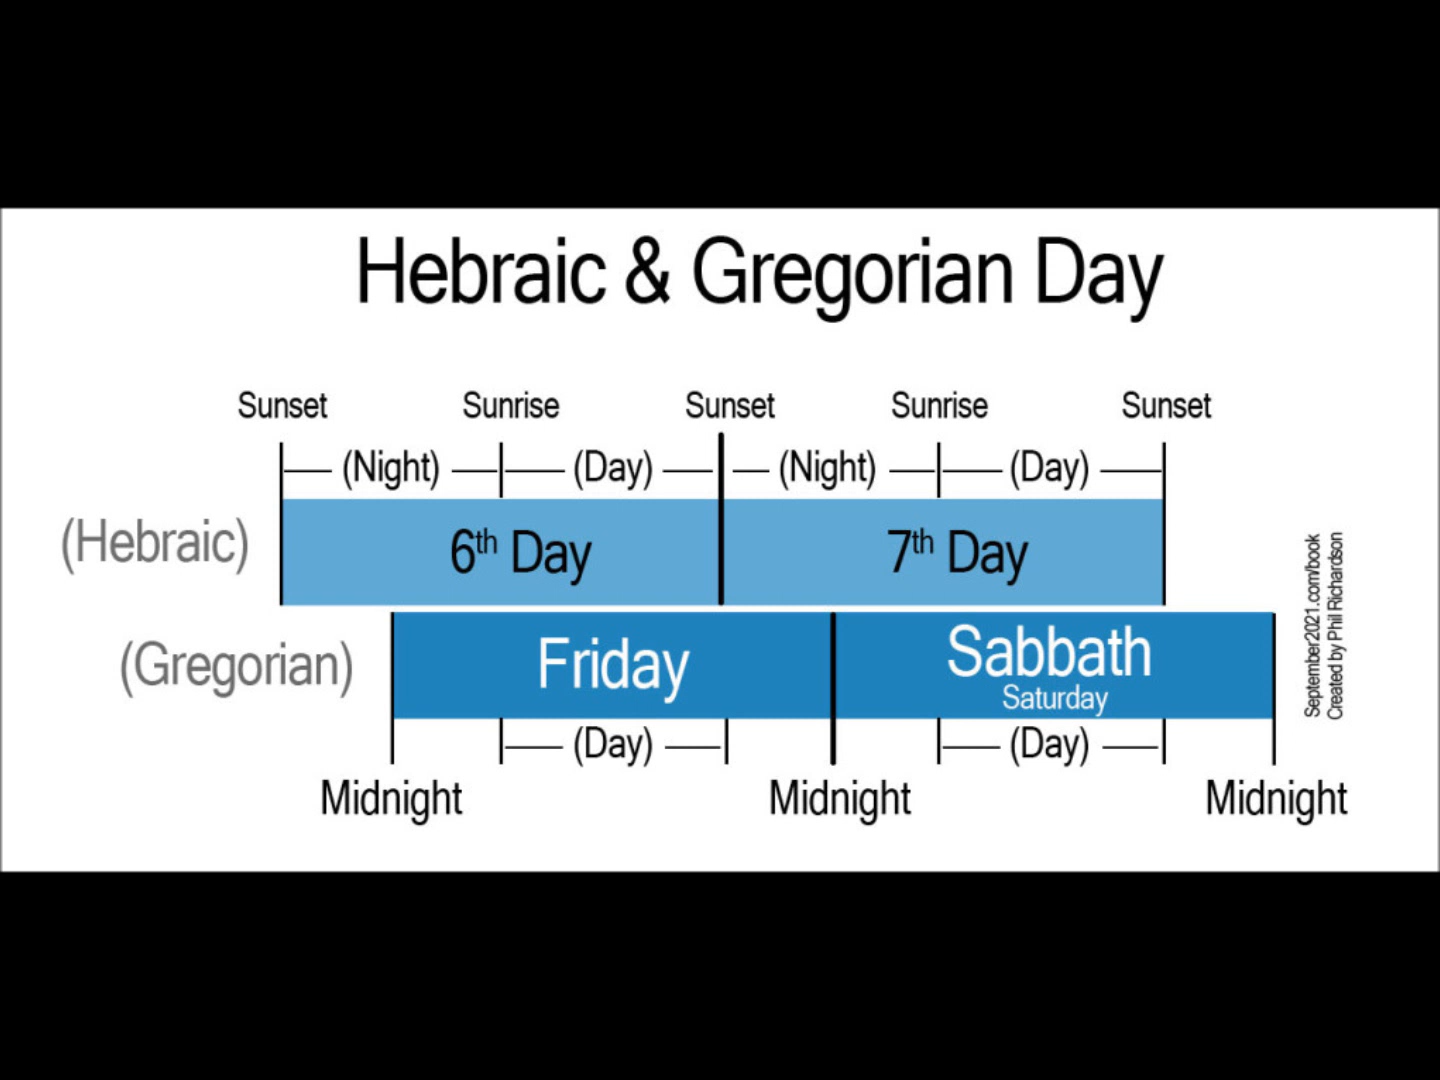 Hebraic & Gregorian Day
Sunset Sunrise Sunset Sunrise Sunset
(Night) (Day) (Night) (Day)
(Hebraic) 6th Day 7th Day
(Gregorian) Friday Sabbath
Saturday
(Day) (Day)
Midnight Midnight Midnight
September2021.com/book
Created by Phil Richardson